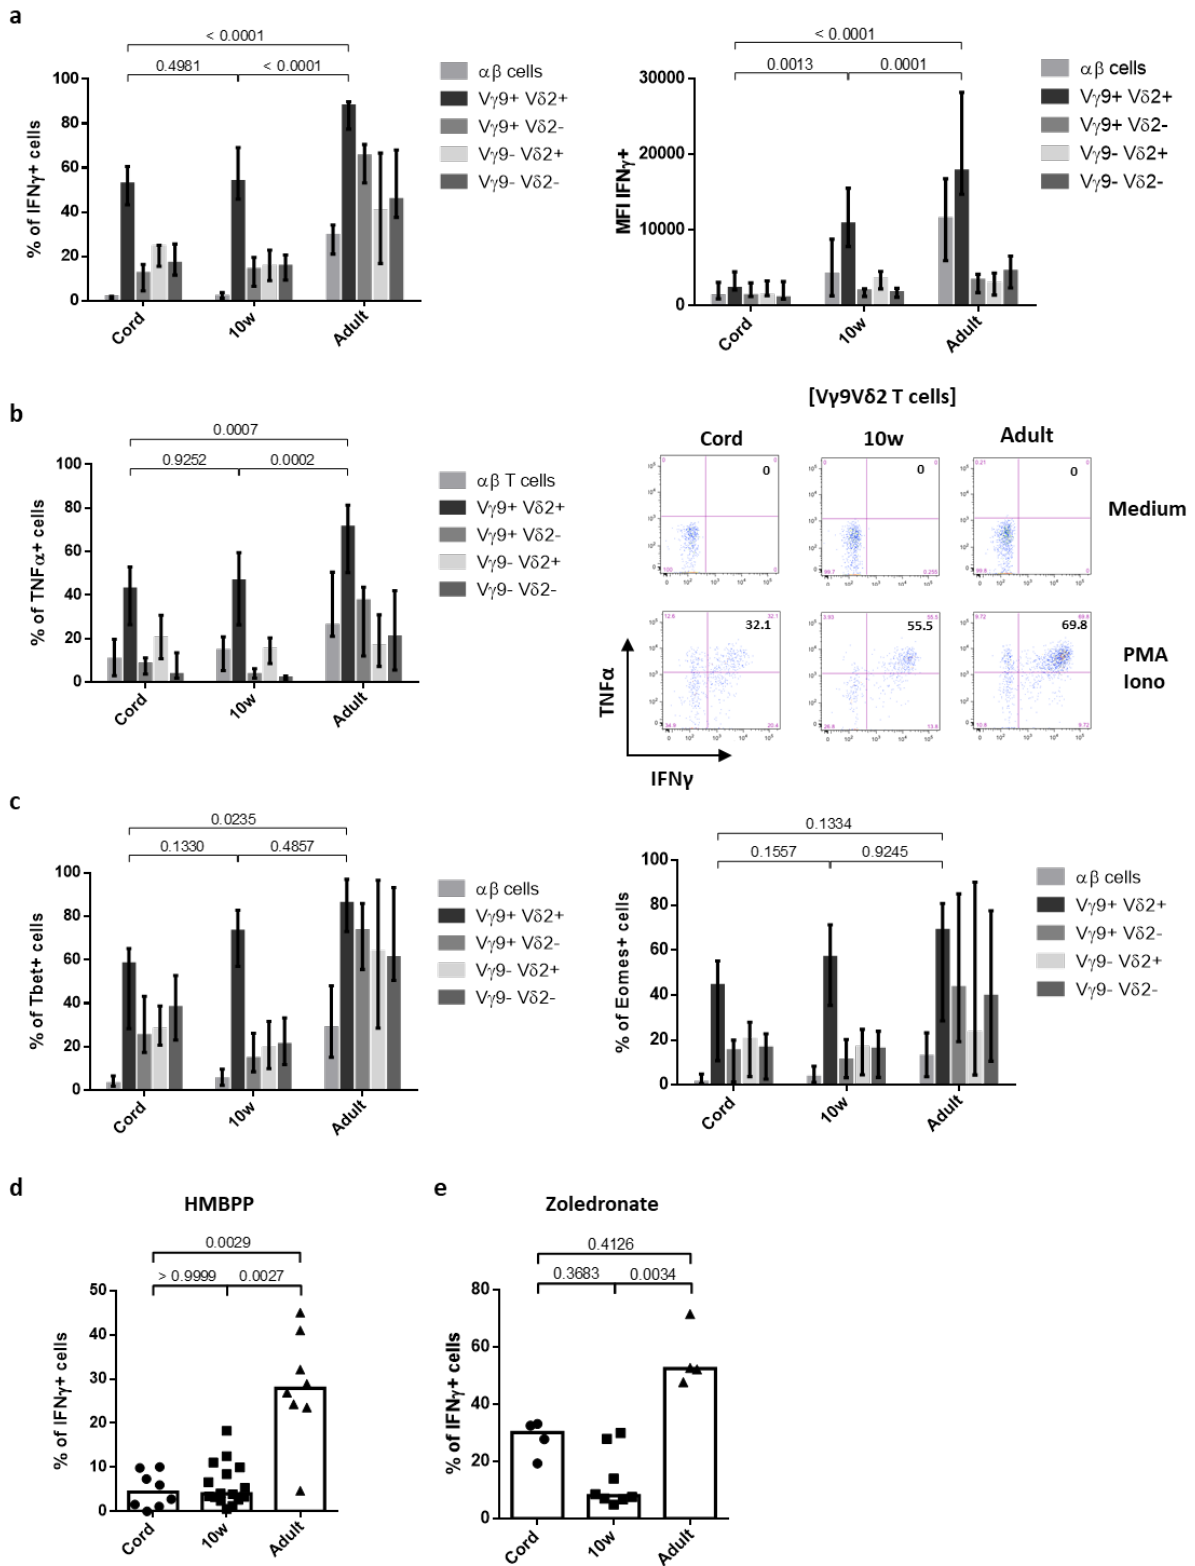 a
< 0.0001
0.4981
< 0.0001
% of IFNγ+ cells
100
80
60
40
20
0
Cord
10w
Adult
αβ cells
Vγ9+ Vδ2+
Vγ9+ Vδ2-
Vγ9- Vδ2+
Vγ9- Vδ2-
< 0.0001
0.0013
0.0001
MFI IFNγ+
30000
20000
10000
0
Cord
10w
Adult
αβ cells
Vγ9+ Vδ2+
Vγ9+ Vδ2-
Vγ9- Vδ2+
Vγ9- Vδ2-
b
0.0007
0.9252
0.0002
% of TNFα+ cells
100
80
60
40
20
0
Cord
10w
Adult
αβ T cells
Vγ9+ Vδ2+
Vγ9+ Vδ2-
Vγ9- Vδ2+
Vγ9- Vδ2-
[Vγ9Vδ2 T cells]
Cord
10w
Adult
0
0
0
Medium
32.1
55.5
69.8
PMA
Iono
TNFα
IFNγ
c
0.0235
0.1330
0.4857
% of Tbet+ cells
100
80
60
40
20
0
Cord
10w
Adult
αβ cells
Vγ9+ Vδ2+
Vγ9+ Vδ2-
Vγ9- Vδ2+
Vγ9- Vδ2-
0.1334
0.1557
0.9245
% of Eomes+ cells
100
80
60
40
20
0
Cord
10w
Adult
αβ cells
Vγ9+ Vδ2+
Vγ9+ Vδ2-
Vγ9- Vδ2+
Vγ9- Vδ2-
d
HMBPP
0.0029
> 0.9999
0.0027
% of IFNγ+ cells
50
40
30
20
10
0
Cord
10w
Adult
e
Zoledronate
0.4126
0.3683
0.0034
% of IFNγ+ cells
80
60
40
20
0
Cord
10w
Adult